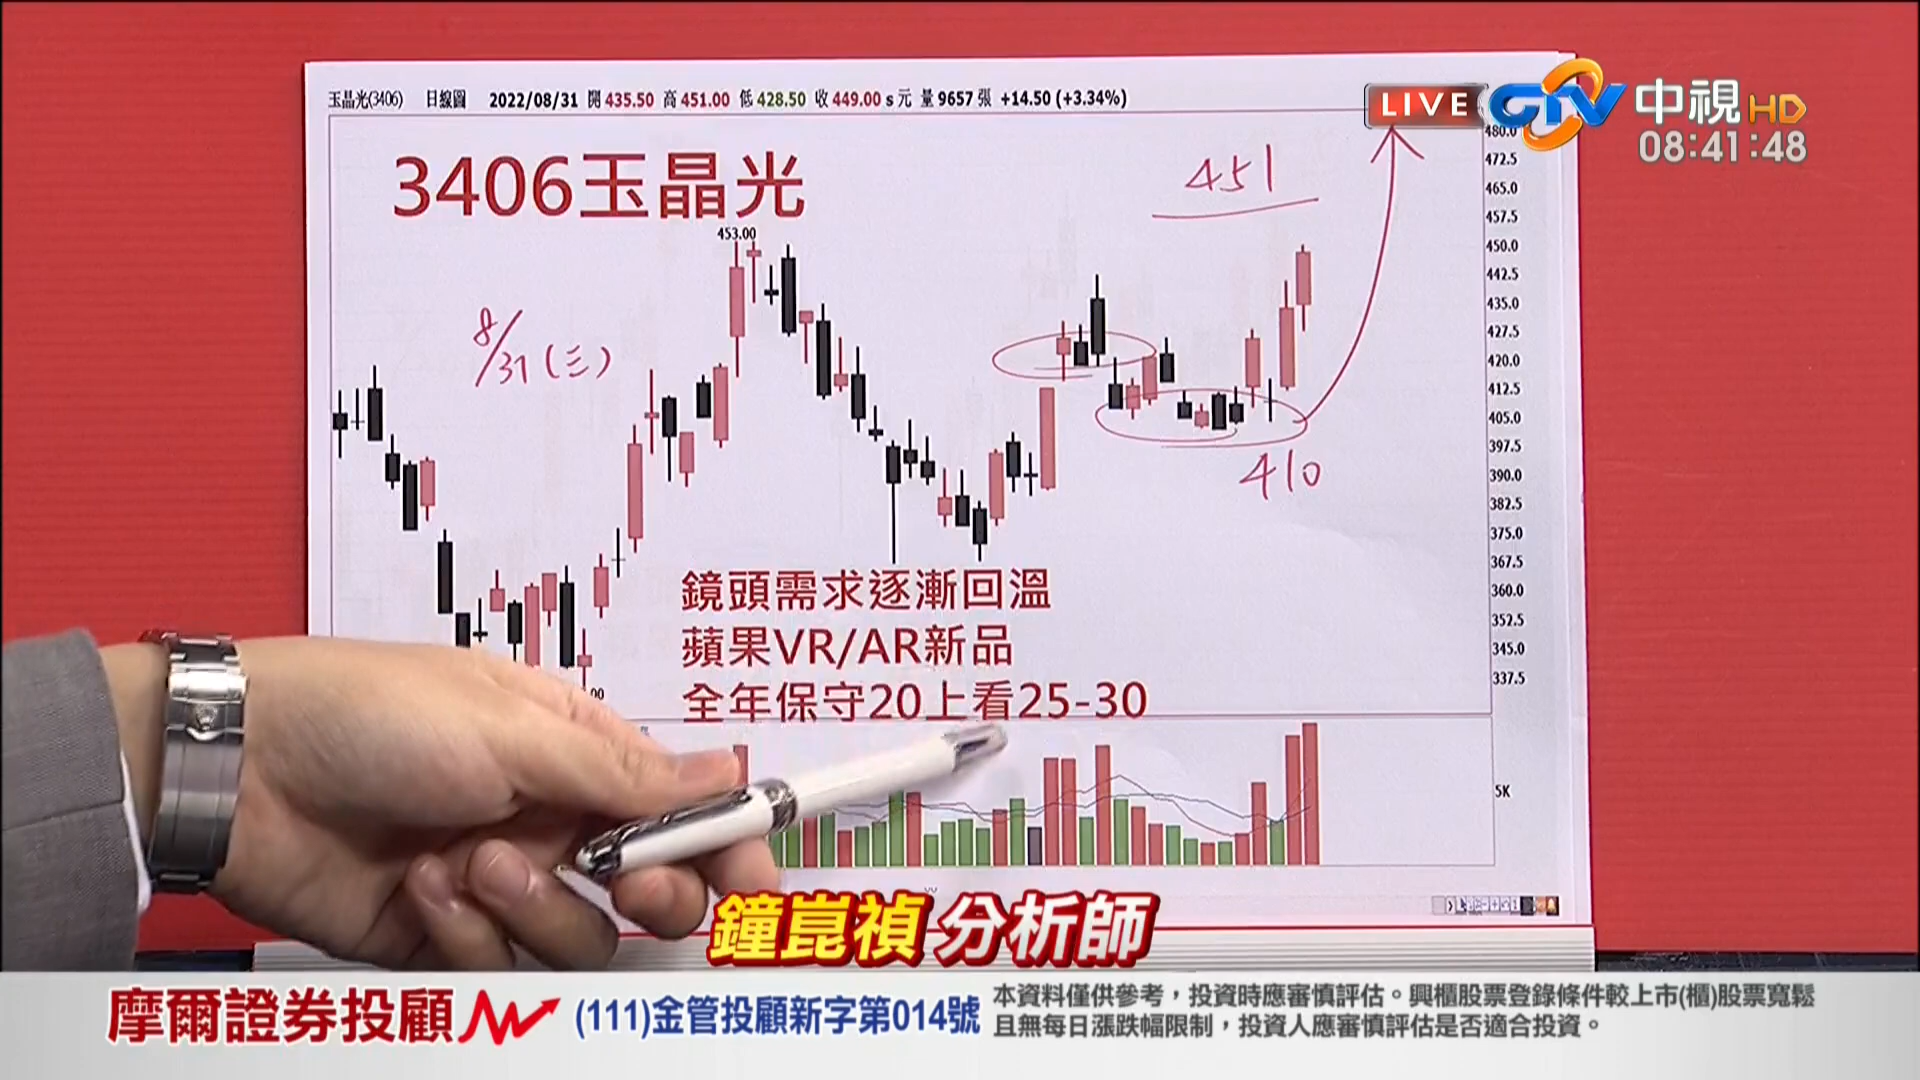 玉晶光(3406) 日線圖 2022/08/31 開 435.50 高 451.00 低 428.50 收 449.00 s 元 量 9657 張 +14.50 (+3.34%)
LIVE CTV 中視HD
08:41:48
3406玉晶光
451
453.00
8/31(三)
410
480.0
472.5
465.0
457.5
450.0
442.5
435.0
427.5
420.0
412.5
405.0
397.5
390.0
382.5
375.0
367.5
360.0
352.5
345.0
337.5
鏡頭需求逐漸回溫
蘋果VR/AR新品
全年保守20上看25-30
5K
鐘崑禎 分析師
摩爾證券投顧 (111)金管投顧新字第014號
本資料僅供參考，投資時應審慎評估。興櫃股票登錄條件較上市(櫃)股票寬鬆
且無每日漲跌幅限制，投資人應審慎評估是否適合投資。